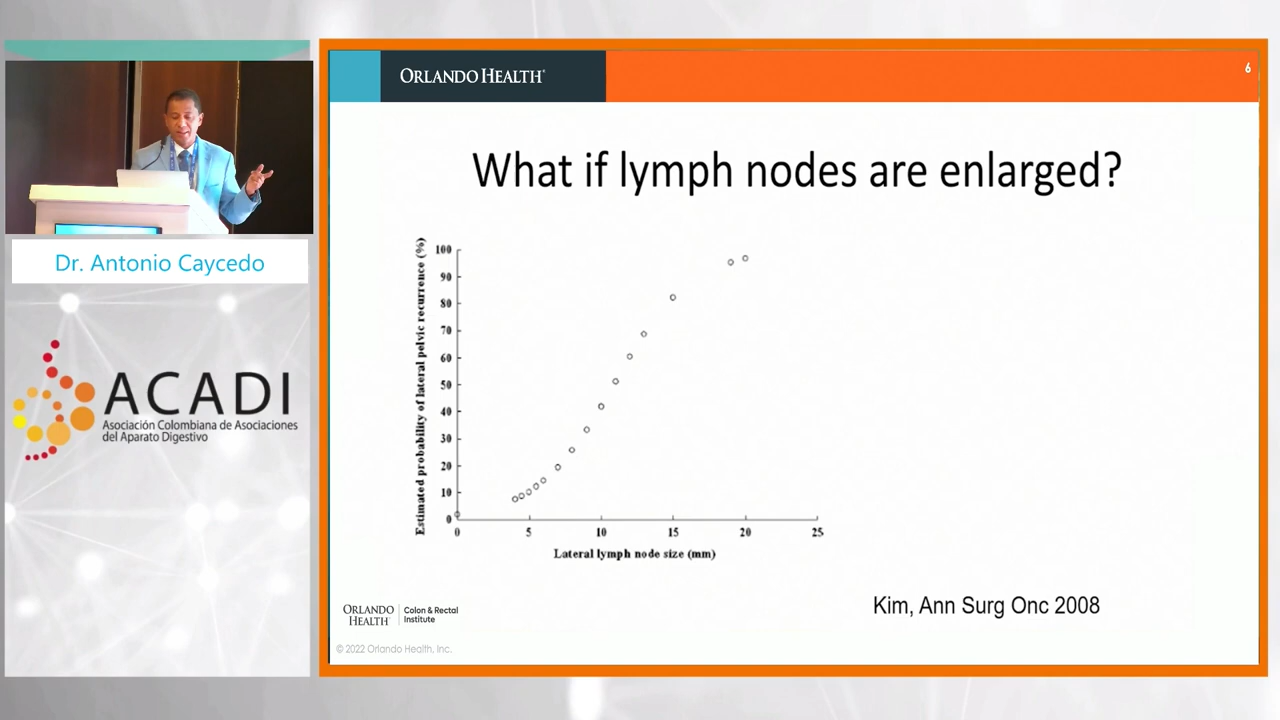 ORLANDO HEALTH®
6
What if lymph nodes are enlarged?
Estimated probability of lateral pelvic recurrence (%)
100
90
80
70
60
50
40
30
20
10
0
0 5 10 15 20 25
Lateral lymph node size (mm)
Kim, Ann Surg Onc 2008
ORLANDO
HEALTH®
Colon & Rectal
Institute
© 2022 Orlando Health, Inc.
Dr. Antonio Caycedo
ACADI
Asociación Colombiana de Asociaciones
del Aparato Digestivo